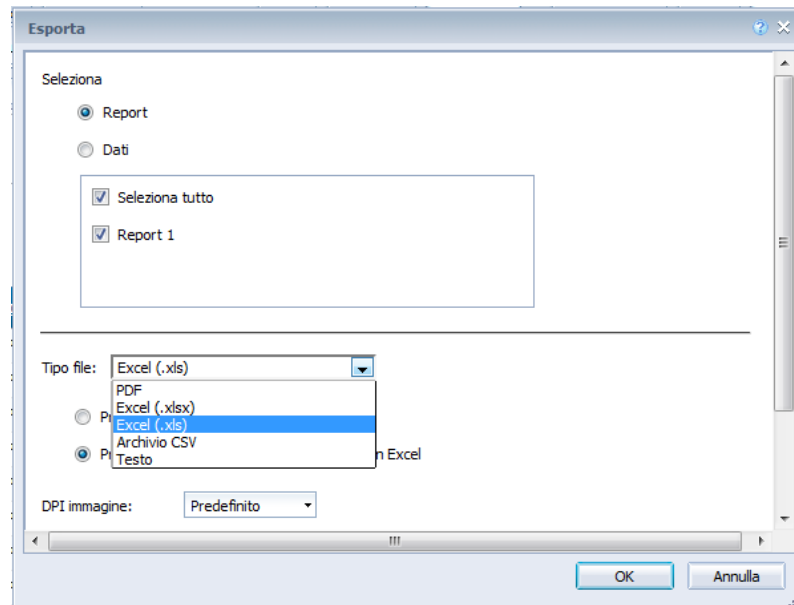 Esporta
Seleziona
Report
Dati
Seleziona tutto
Report 1
Tipo file: Excel (.xls)
PDF
Excel (.xlsx)
Excel (.xls)
Archivio CSV
Testo
n Excel
DPI immagine: Predefinito
OK Annulla